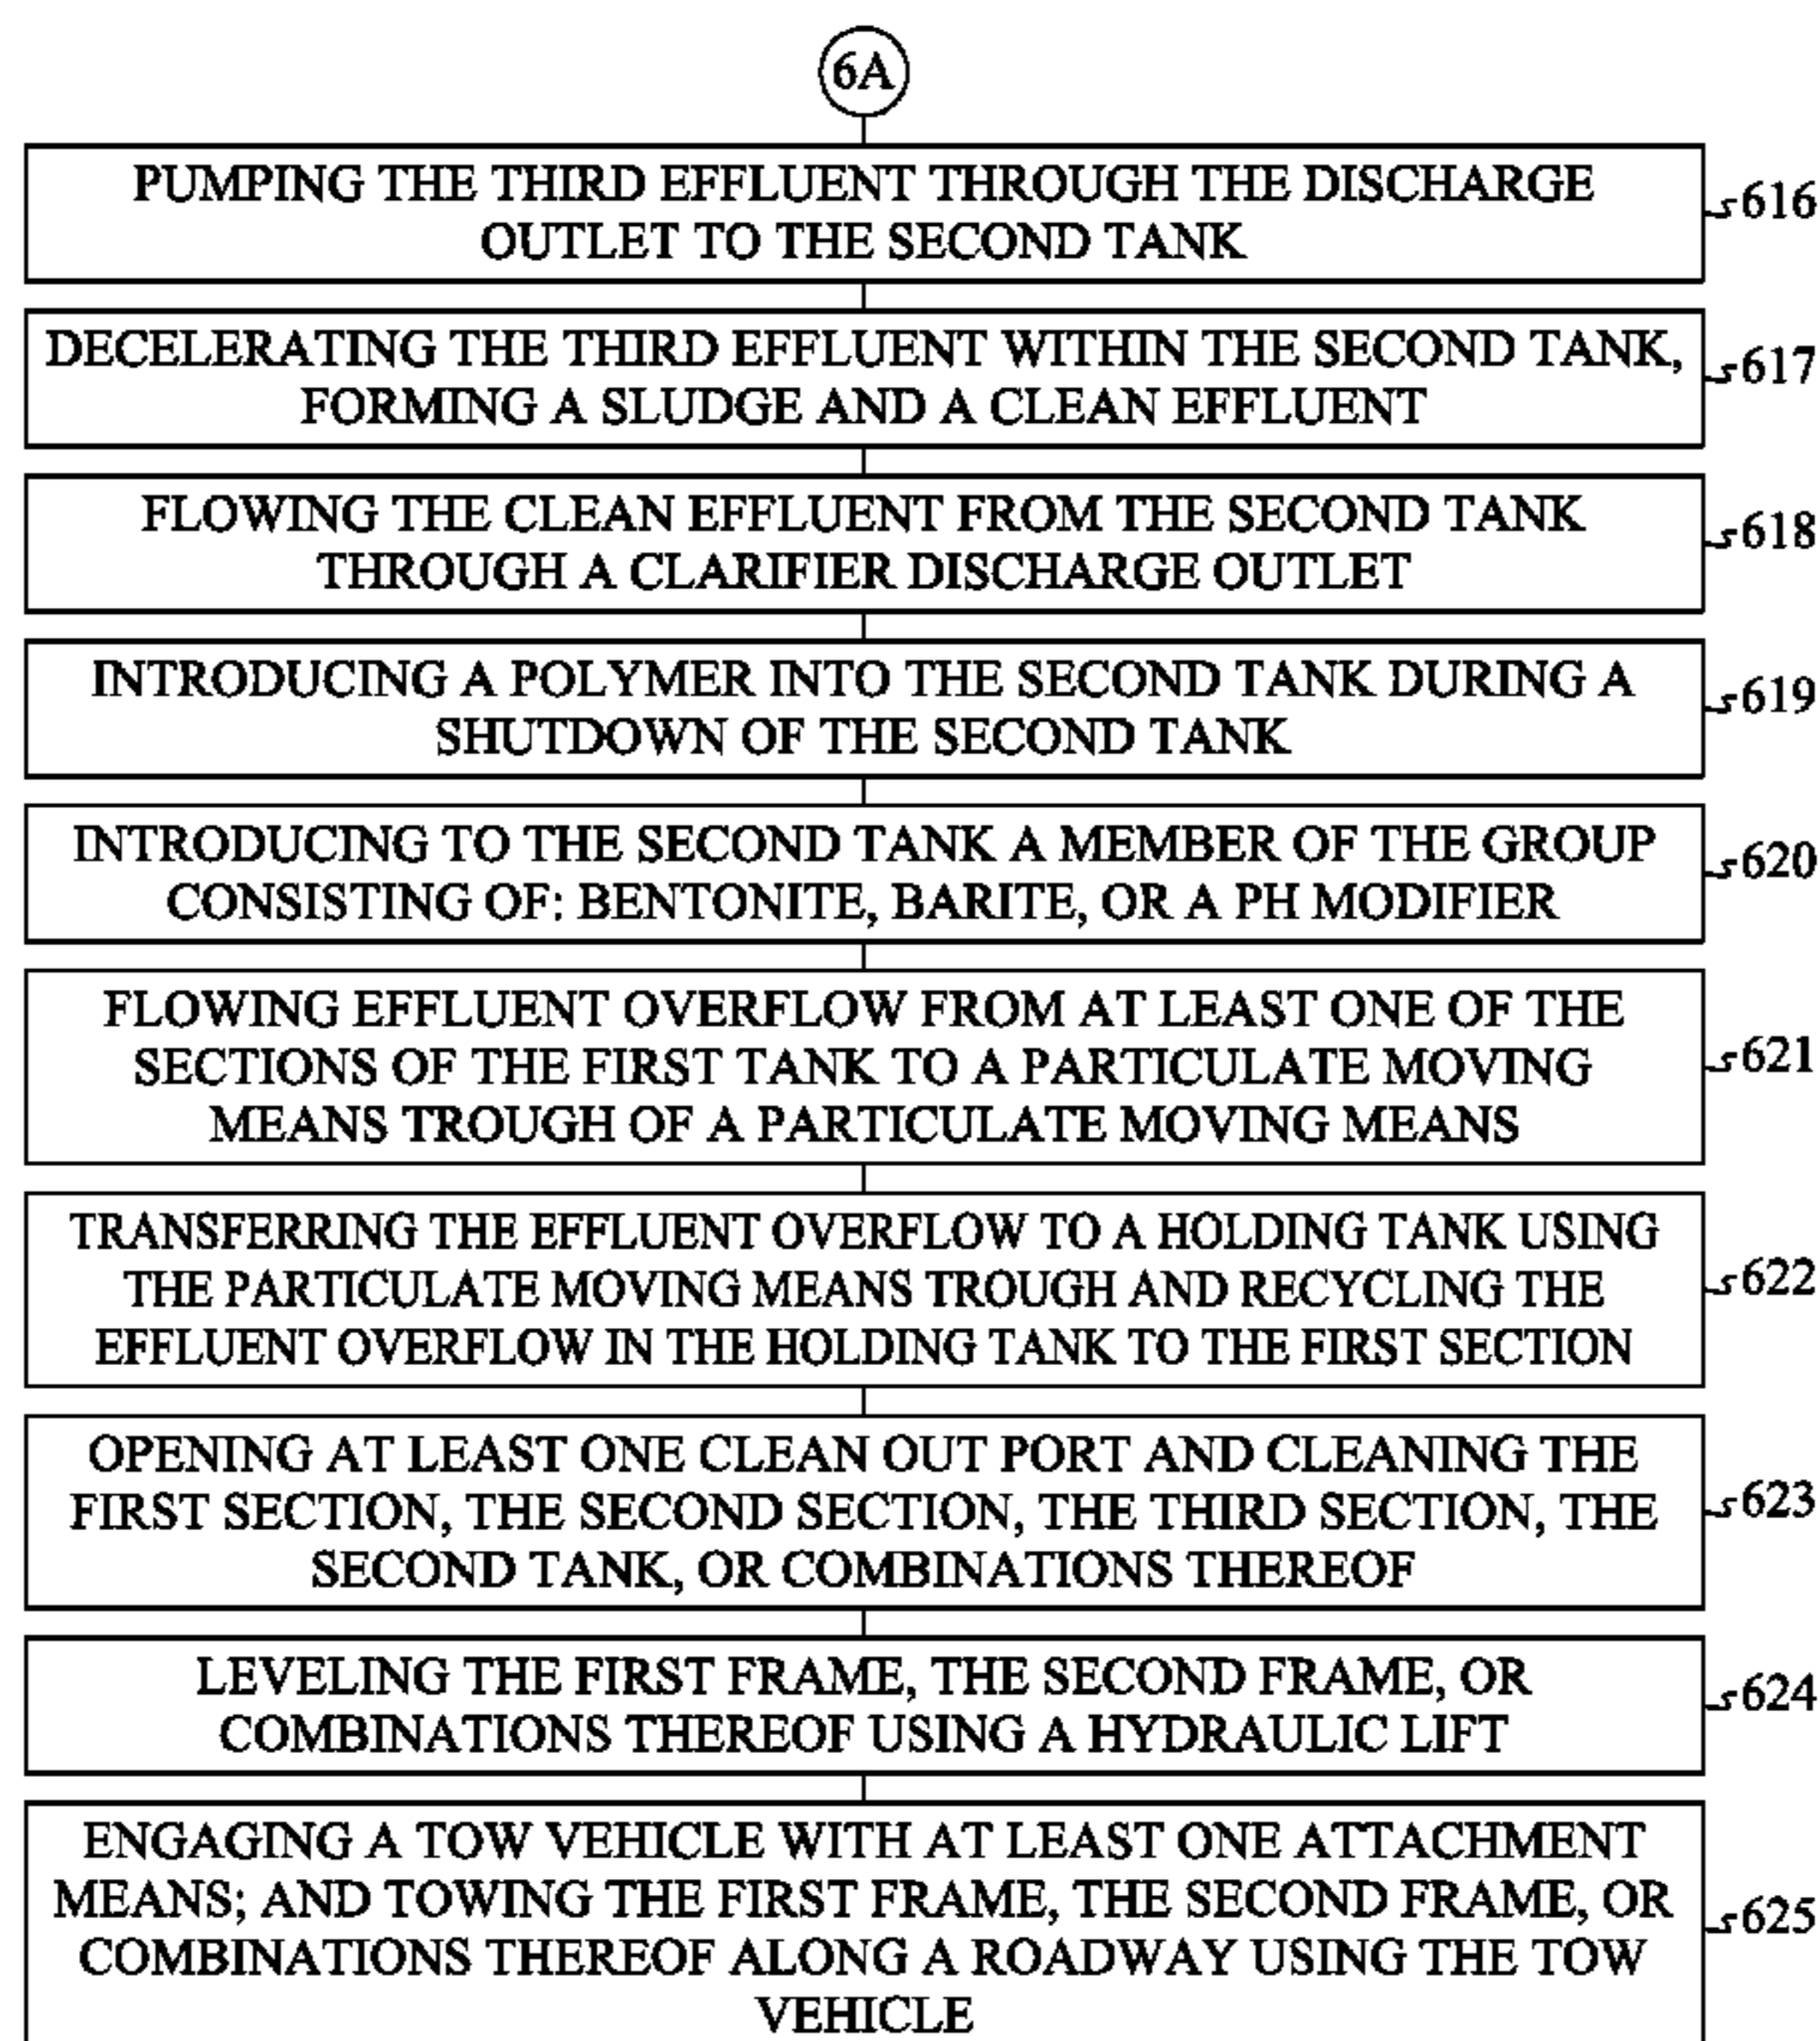 6A
PUMPING THE THIRD EFFLUENT THROUGH THE DISCHARGE
OUTLET TO THE SECOND TANK
616
DECELERATING THE THIRD EFFLUENT WITHIN THE SECOND TANK,
FORMING A SLUDGE AND A CLEAN EFFLUENT
617
FLOWING THE CLEAN EFFLUENT FROM THE SECOND TANK
THROUGH A CLARIFIER DISCHARGE OUTLET
618
INTRODUCING A POLYMER INTO THE SECOND TANK DURING A
SHUTDOWN OF THE SECOND TANK
619
INTRODUCING TO THE SECOND TANK A MEMBER OF THE GROUP
CONSISTING OF: BENTONITE, BARITE, OR A PH MODIFIER
620
FLOWING EFFLUENT OVERFLOW FROM AT LEAST ONE OF THE
SECTIONS OF THE FIRST TANK TO A PARTICULATE MOVING
MEANS TROUGH OF A PARTICULATE MOVING MEANS
621
TRANSFERRING THE EFFLUENT OVERFLOW TO A HOLDING TANK USING
THE PARTICULATE MOVING MEANS TROUGH AND RECYCLING THE
EFFLUENT OVERFLOW IN THE HOLDING TANK TO THE FIRST SECTION
622
OPENING AT LEAST ONE CLEAN OUT PORT AND CLEANING THE
FIRST SECTION, THE SECOND SECTION, THE THIRD SECTION, THE
SECOND TANK, OR COMBINATIONS THEREOF
623
LEVELING THE FIRST FRAME, THE SECOND FRAME, OR
COMBINATIONS THEREOF USING A HYDRAULIC LIFT
624
ENGAGING A TOW VEHICLE WITH AT LEAST ONE ATTACHMENT
MEANS; AND TOWING THE FIRST FRAME, THE SECOND FRAME, OR
COMBINATIONS THEREOF ALONG A ROADWAY USING THE TOW
VEHICLE
625